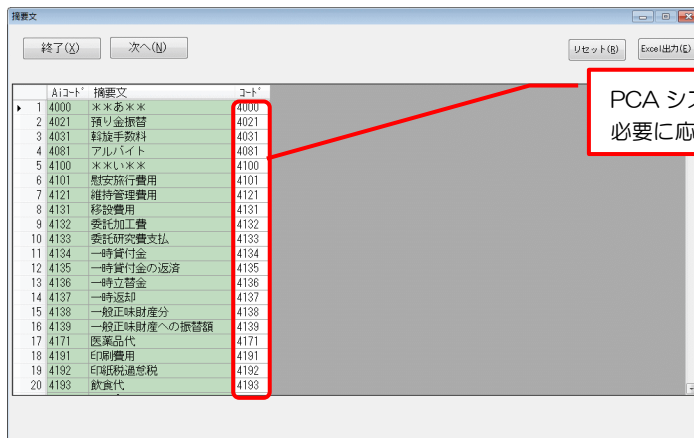 摘要文
終了(X) 次へ(N) リセット(R) Excel出力(E)
Aiｺｰﾄﾞ 摘要文 ｺｰﾄﾞ
1 4000 ＊＊あ＊＊ 4000
2 4021 預り金振替 4021
3 4031 斡旋手数料 4031
4 4081 アルバイト 4081
5 4100 ＊＊い＊＊ 4100
6 4101 慰安旅行費用 4101
7 4121 維持管理費用 4121
8 4131 移設費用 4131
9 4132 委託加工費 4132
10 4133 委託研究費支払 4133
11 4134 一時貸付金 4134
12 4135 一時貸付金の返済 4135
13 4136 一時立替金 4136
14 4137 一時返却 4137
15 4138 一般正味財産分 4138
16 4139 一般正味財産への振替額 4139
17 4171 医薬品代 4171
18 4191 印刷費用 4191
19 4192 印紙税過怠税 4192
20 4193 飲食代 4193
PCA シス
必要に応